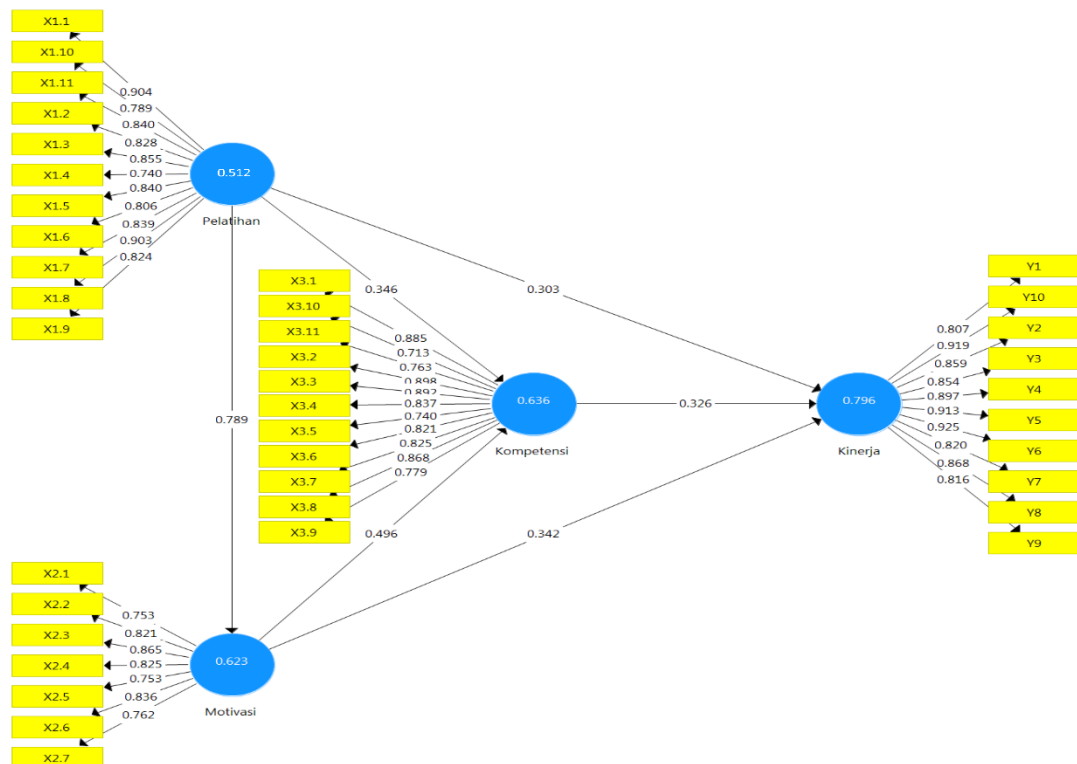 X1.1
X1.10
X1.11
X1.2
X1.3
X1.4
X1.5
X1.6
X1.7
X1.8
X1.9
0.904
0.789
0.840
0.828
0.855
0.740
0.840
0.806
0.839
0.903
0.824
0.512
Pelatihan
0.789
0.346
0.303
X3.1
X3.10
X3.11
X3.2
X3.3
X3.4
X3.5
X3.6
X3.7
X3.8
X3.9
0.885
0.713
0.763
0.898
0.892
0.837
0.740
0.821
0.825
0.868
0.779
0.636
Kompetensi
0.326
0.496
0.342
0.796
Kinerja
0.807
0.919
0.859
0.854
0.897
0.913
0.925
0.820
0.868
0.816
Y1
Y10
Y2
Y3
Y4
Y5
Y6
Y7
Y8
Y9
X2.1
X2.2
X2.3
X2.4
X2.5
X2.6
X2.7
0.753
0.821
0.865
0.825
0.753
0.836
0.762
0.623
Motivasi